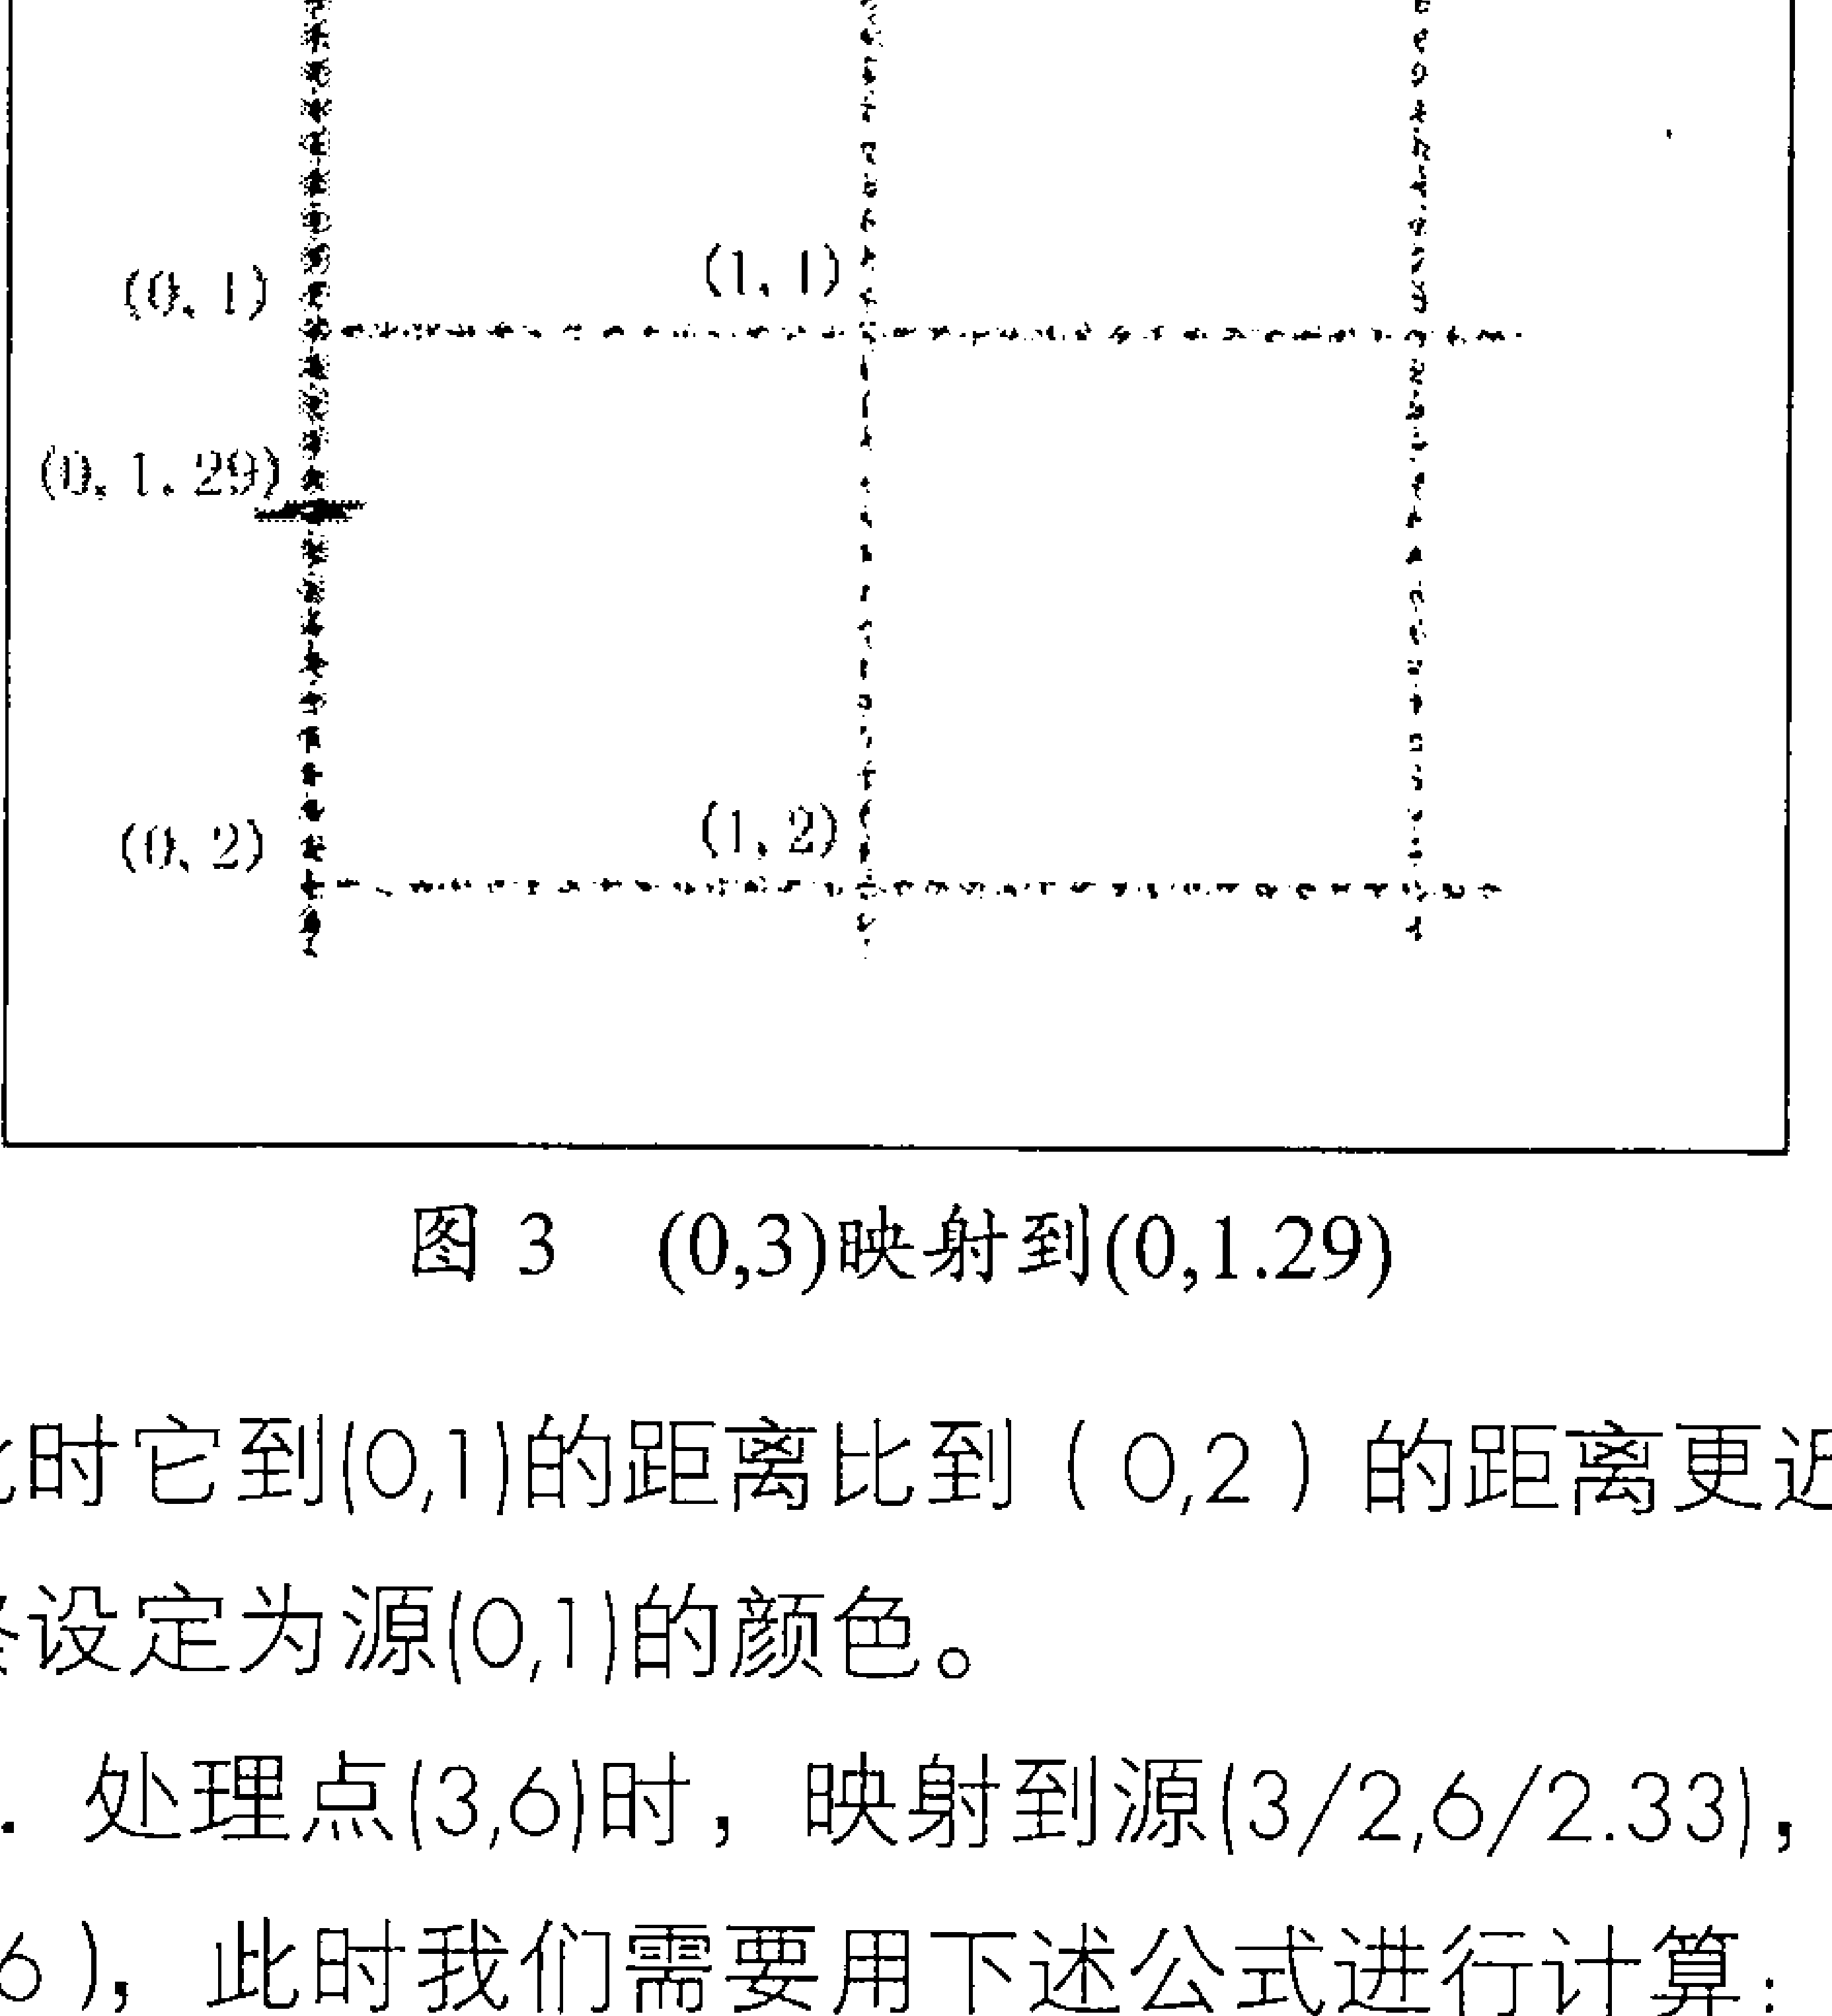 (0, 1)
(1, 1)
(0, 1. 29)
(0, 2)
(1, 2)
图 3 (0,3)映射到(0,1.29)
时它到(0,1)的距离比到（0,2）的距离更
设定为源(0,1)的颜色。
. 处理点(3,6)时，映射到源(3/2,6/2.33)，
6），此时我们需要用下述公式进行计算：